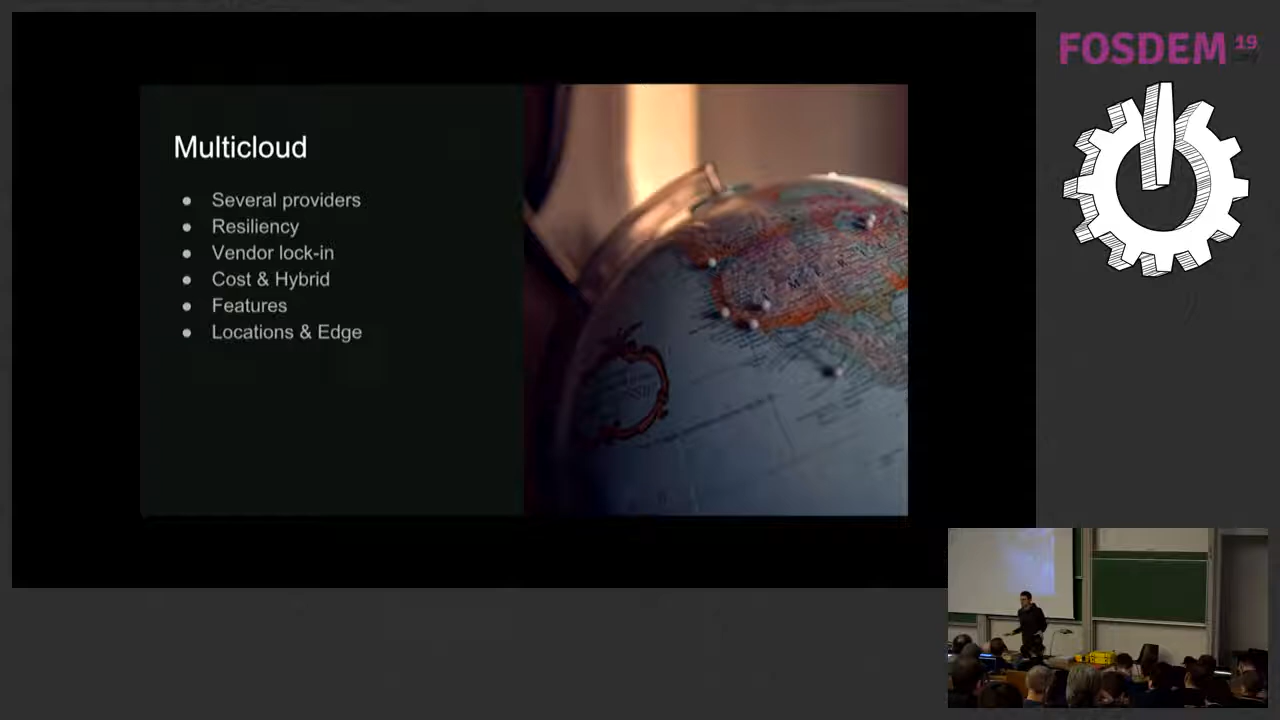 Multicloud
● Several providers
● Resiliency
● Vendor lock-in
● Cost & Hybrid
● Features
● Locations & Edge
FOSDEM 19